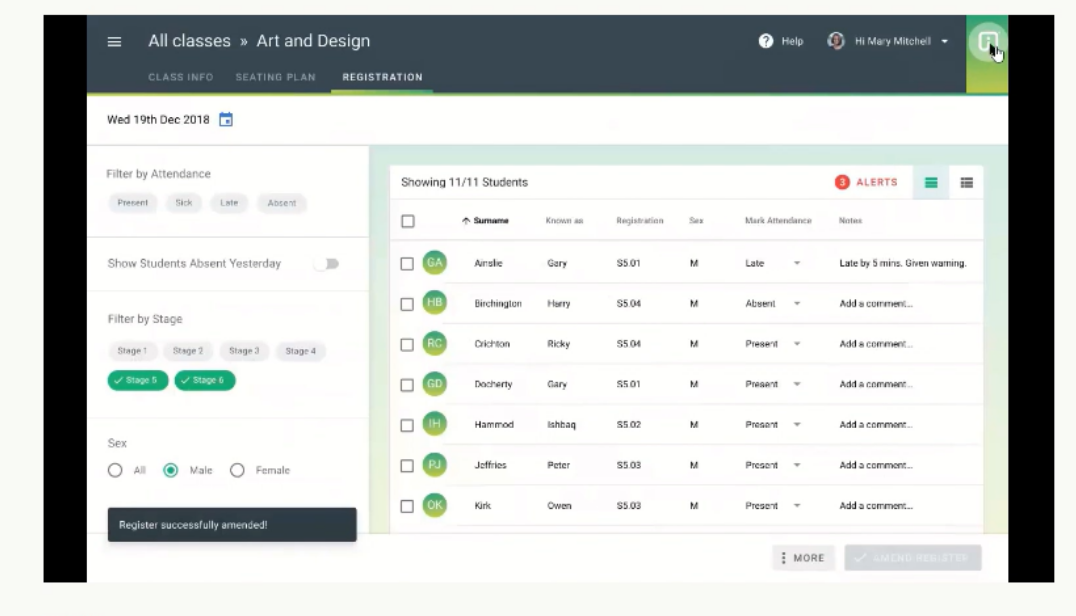 All classes » Art and Design
Help
Hi Mary Mitchell
CLASS INFO SEATING PLAN REGISTRATION
Wed 19th Dec 2018
Filter by Attendance
Present Sick Late Absent
Show Students Absent Yesterday
Filter by Stage
Stage 1 Stage 2 Stage 3 Stage 4
Stage 5 Stage 6
Sex
All Male Female
Register successfully amended!
Showing 11/11 Students
3 ALERTS
Surname Known as Registration Sex Mark Attendance Notes
GA Ainslie Gary S5.01 M Late Late by 5 mins. Given warning.
HB Birchington Harry S5.04 M Absent Add a comment...
RC Crichton Ricky S5.04 M Present Add a comment...
GD Docherty Gary S5.01 M Present Add a comment...
IH Hammod Ishbaq S5.02 M Present Add a comment...
PJ Jeffries Peter S5.03 M Present Add a comment...
OK Kirk Owen S5.03 M Present Add a comment...
MORE
AMEND REGISTER